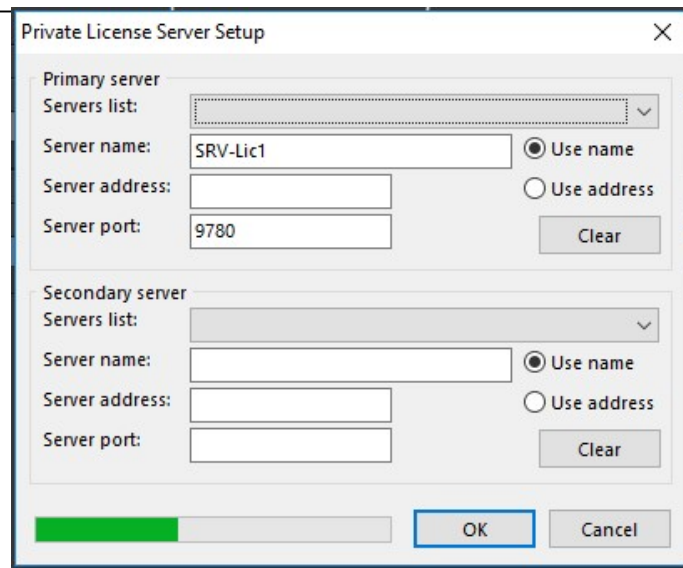 Private License Server Setup
Primary server
Servers list:
Server name: SRV-Lic1 Use name
Server address: Use address
Server port: 9780 Clear
Secondary server
Servers list:
Server name: Use name
Server address: Use address
Server port: Clear
OK Cancel